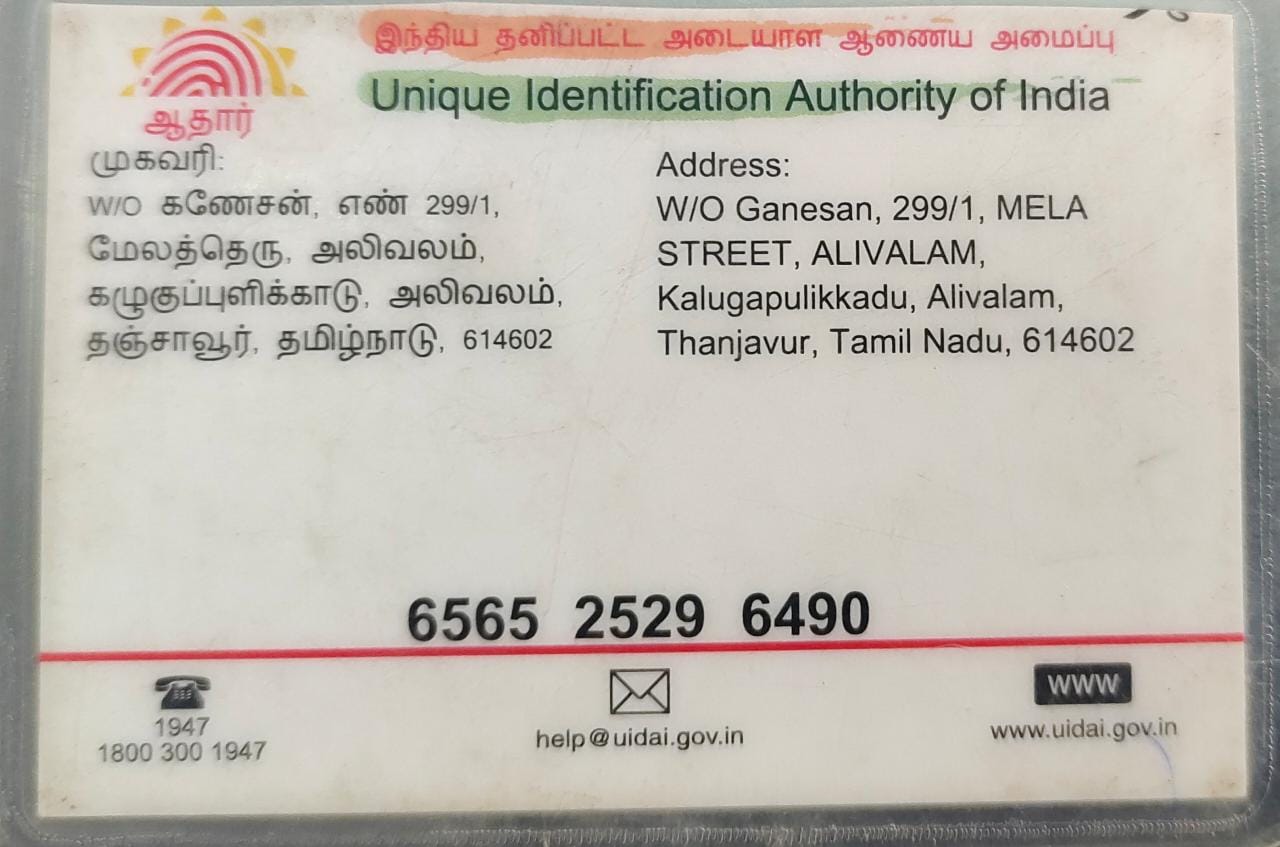 இந்திய தனிப்பட்ட அடையாள ஆணைய அமைப்பு
Unique Identification Authority of India
ஆதார்
முகவரி:
W/O கணேசன், எண் 299/1,
மேலத்தெரு, அலிவலம்,
கழுகுப்புளிக்காடு, அலிவலம்,
தஞ்சாவூர், தமிழ்நாடு, 614602
Address:
W/O Ganesan, 299/1, MELA
STREET, ALIVALAM,
Kalugapulikkadu, Alivalam,
Thanjavur, Tamil Nadu, 614602
6565 2529 6490
1947
1800 300 1947
help@uidai.gov.in
WWW
www.uidai.gov.in